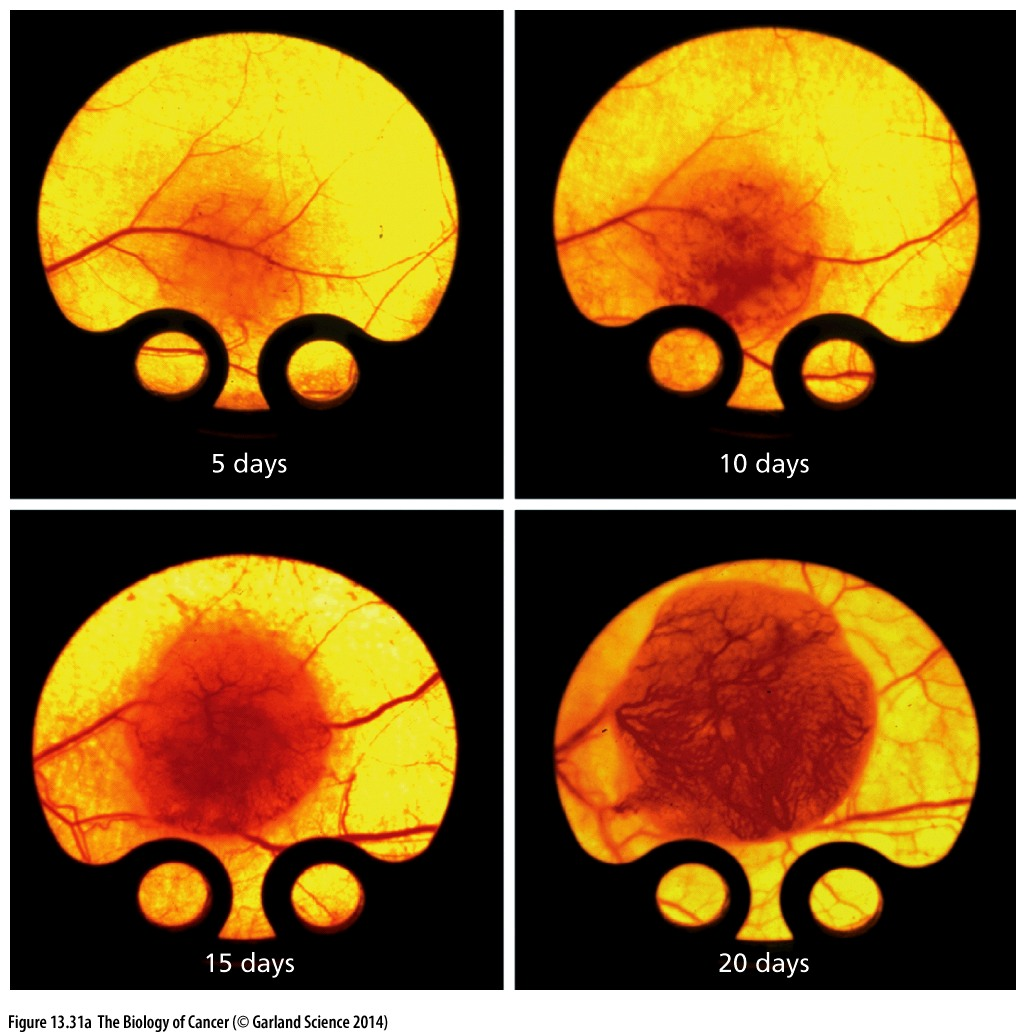 5 days
10 days
15 days
20 days
Figure 13.31a The Biology of Cancer (© Garland Science 2014)